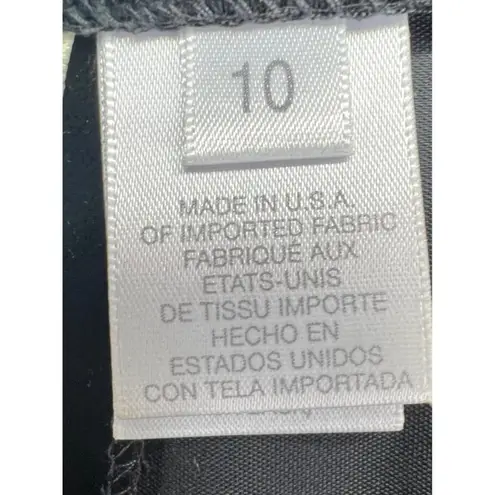 10
MADE IN U.S.A.
OF IMPORTED FABRIC
FABRIQUÉ AUX
ETATS-UNIS
DE TISSU IMPORTE
HECHO EN
ESTADOS UNIDOS
CON TELA IMPORTADA